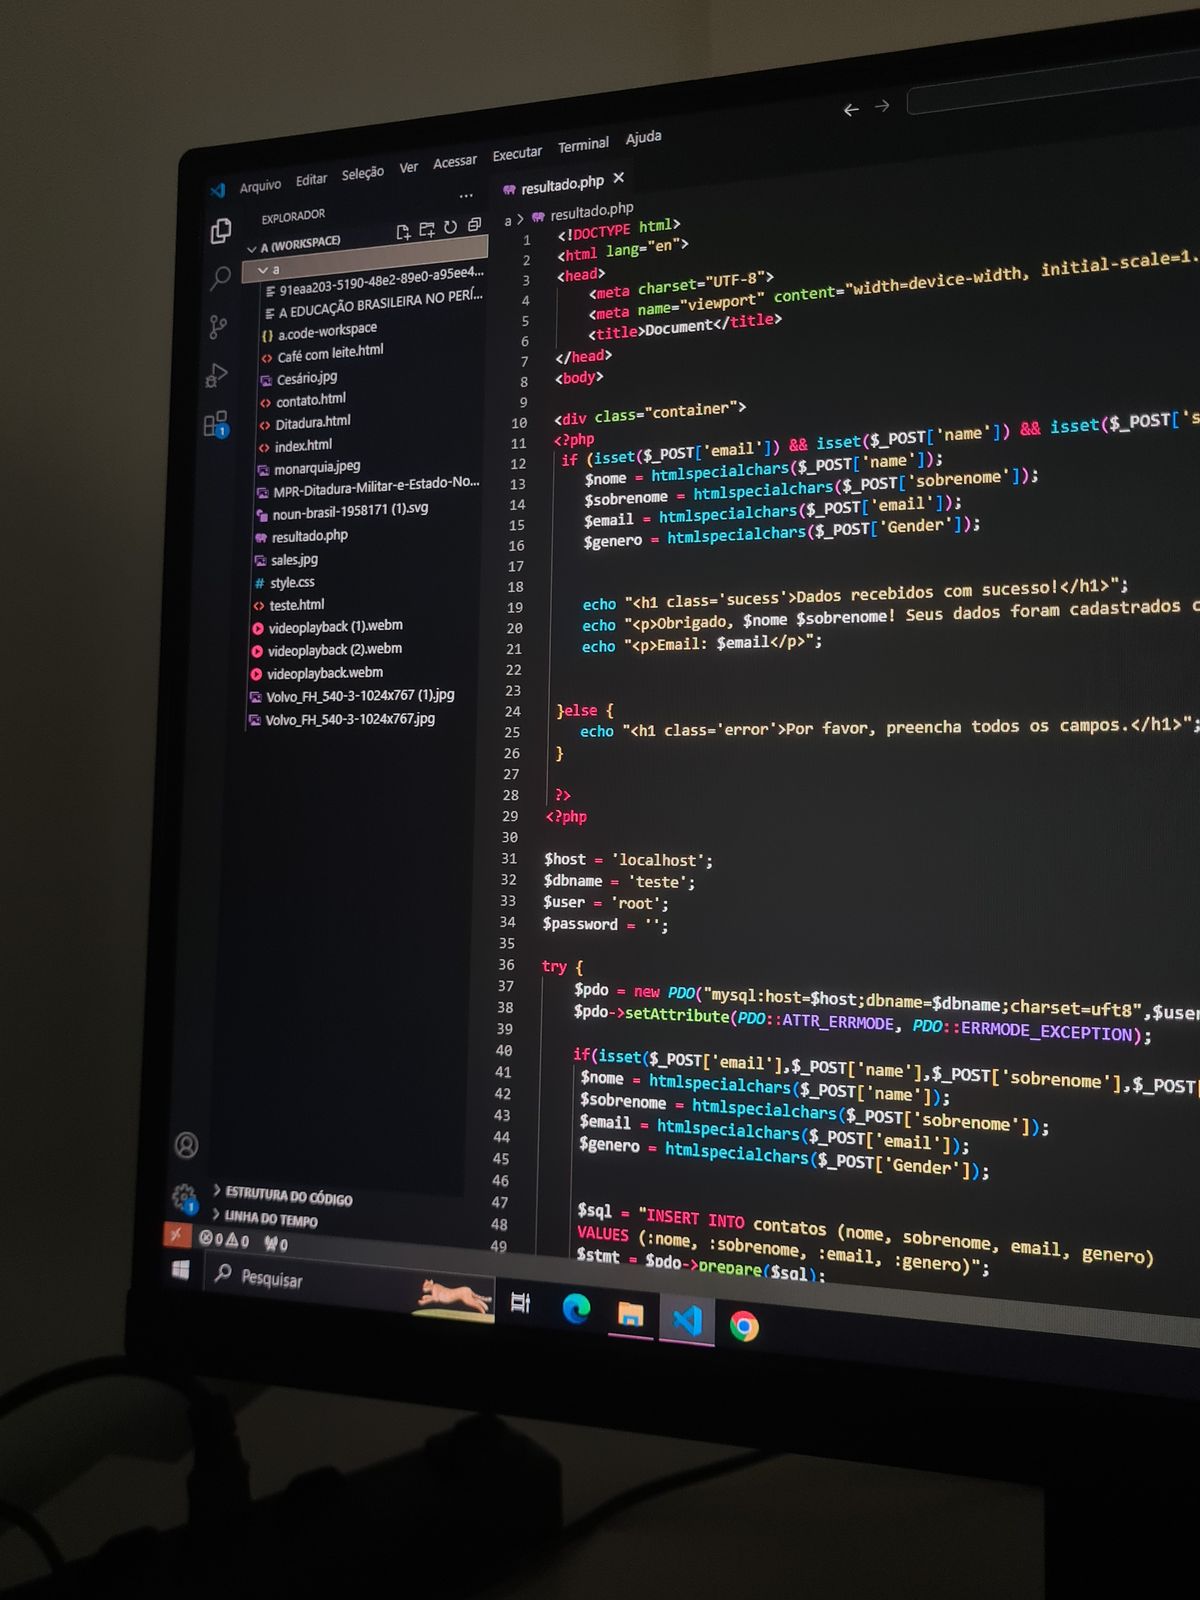 Arquivo Editar Seleção Ver Acessar Executar Terminal Ajuda
EXPLORADOR
A (WORKSPACE)
a
91eaa203-5190-48e2-89e0-a95ee4...
A EDUCAÇÃO BRASILEIRA NO PERÍ...
a.code-workspace
Café com leite.html
Cesário.jpg
contato.html
Ditadura.html
index.html
monarquia.jpeg
MPR-Ditadura-Militar-e-Estado-No...
noun-brasil-1958171 (1).svg
resultado.php
sales.jpg
style.css
teste.html
videoplayback (1).webm
videoplayback (2).webm
videoplayback.webm
Volvo_FH_540-3-1024x767 (1).jpg
Volvo_FH_540-3-1024x767.jpg
ESTRUTURA DO CÓDIGO
LINHA DO TEMPO
resultado.php
a > resultado.php
1 <!DOCTYPE html>
2 <html lang="en">
3 <head>
4 <meta charset="UTF-8">
5 <meta name="viewport" content="width=device-width, initial-scale=1.
6 <title>Document</title>
7 </head>
8 <body>
9
10 <div class="container">
11 <?php
12 if (isset($_POST['email']) && isset($_POST['name']) && isset($_POST['s
13 $nome = htmlspecialchars($_POST['name']);
14 $sobrenome = htmlspecialchars($_POST['sobrenome']);
15 $email = htmlspecialchars($_POST['email']);
16 $genero = htmlspecialchars($_POST['Gender']);
17
18
19 echo "<h1 class='sucess'>Dados recebidos com sucesso!</h1>";
20 echo "<p>Obrigado, $nome $sobrenome! Seus dados foram cadastrados c
21 echo "<p>Email: $email</p>";
22
23
24 }else {
25 echo "<h1 class='error'>Por favor, preencha todos os campos.</h1>";
26 }
27
28 ?>
29 <?php
30
31 $host = 'localhost';
32 $dbname = 'teste';
33 $user = 'root';
34 $password = '';
35
36 try {
37 $pdo = new PDO("mysql:host=$host;dbname=$dbname;charset=uft8",$user
38 $pdo->setAttribute(PDO::ATTR_ERRMODE, PDO::ERRMODE_EXCEPTION);
39
40 if(isset($_POST['email'],$_POST['name'],$_POST['sobrenome'],$_POST[
41 $nome = htmlspecialchars($_POST['name']);
42 $sobrenome = htmlspecialchars($_POST['sobrenome']);
43 $email = htmlspecialchars($_POST['email']);
44 $genero = htmlspecialchars($_POST['Gender']);
45
46
47 $sql = "INSERT INTO contatos (nome, sobrenome, email, genero)
48 VALUES (:nome, :sobrenome, :email, :genero)";
49 $stmt = $pdo->prepare($sql);
0 0 0
Pesquisar